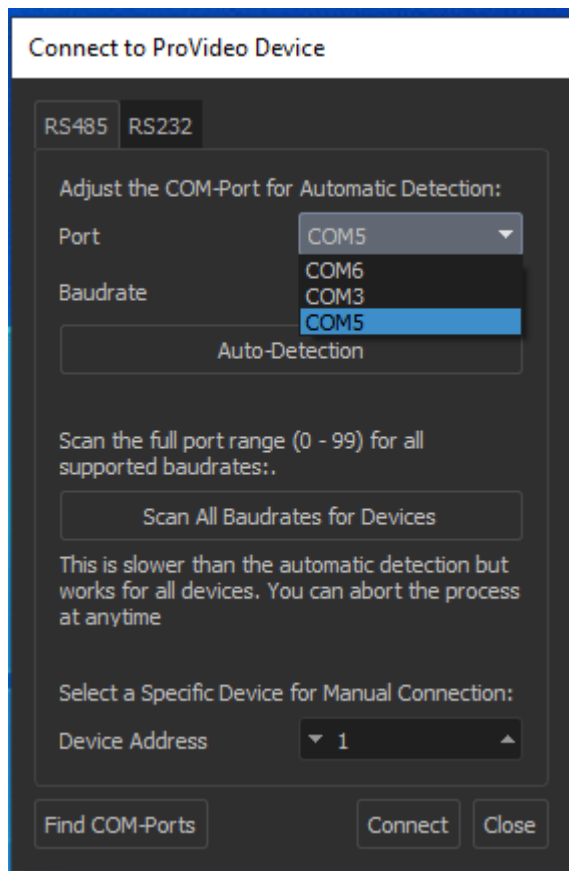 Connect to ProVideo Device
RS485 RS232
Adjust the COM-Port for Automatic Detection:
Port COM5
COM6
Baudrate COM3
COM5
Auto-Detection
Scan the full port range (0 - 99) for all
supported baudrates:.
Scan All Baudrates for Devices
This is slower than the automatic detection but
works for all devices. You can abort the process
at anytime
Select a Specific Device for Manual Connection:
Device Address 1
Find COM-Ports Connect Close